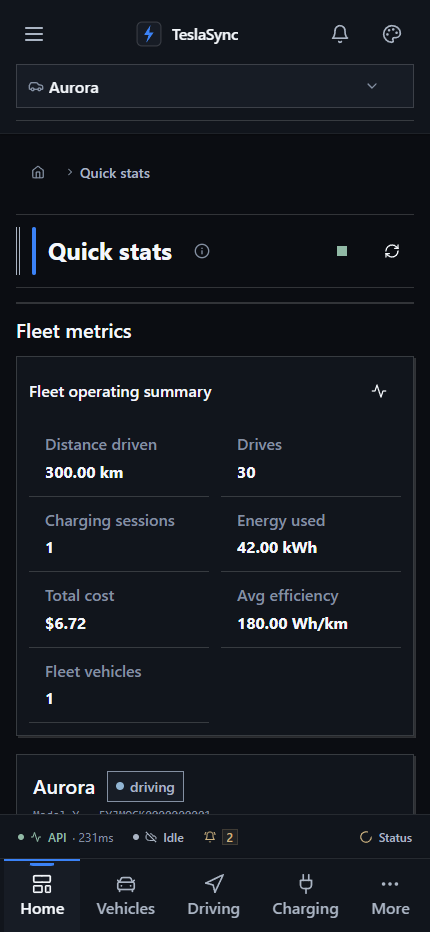 TeslaSync
Aurora
Quick stats
Quick stats
Fleet metrics
Fleet operating summary
Distance driven
300.00 km
Drives
30
Charging sessions
1
Energy used
42.00 kWh
Total cost
$6.72
Avg efficiency
180.00 Wh/km
Fleet vehicles
1
Aurora
driving
API · 231ms
Idle
2
Status
Home
Vehicles
Driving
Charging
More